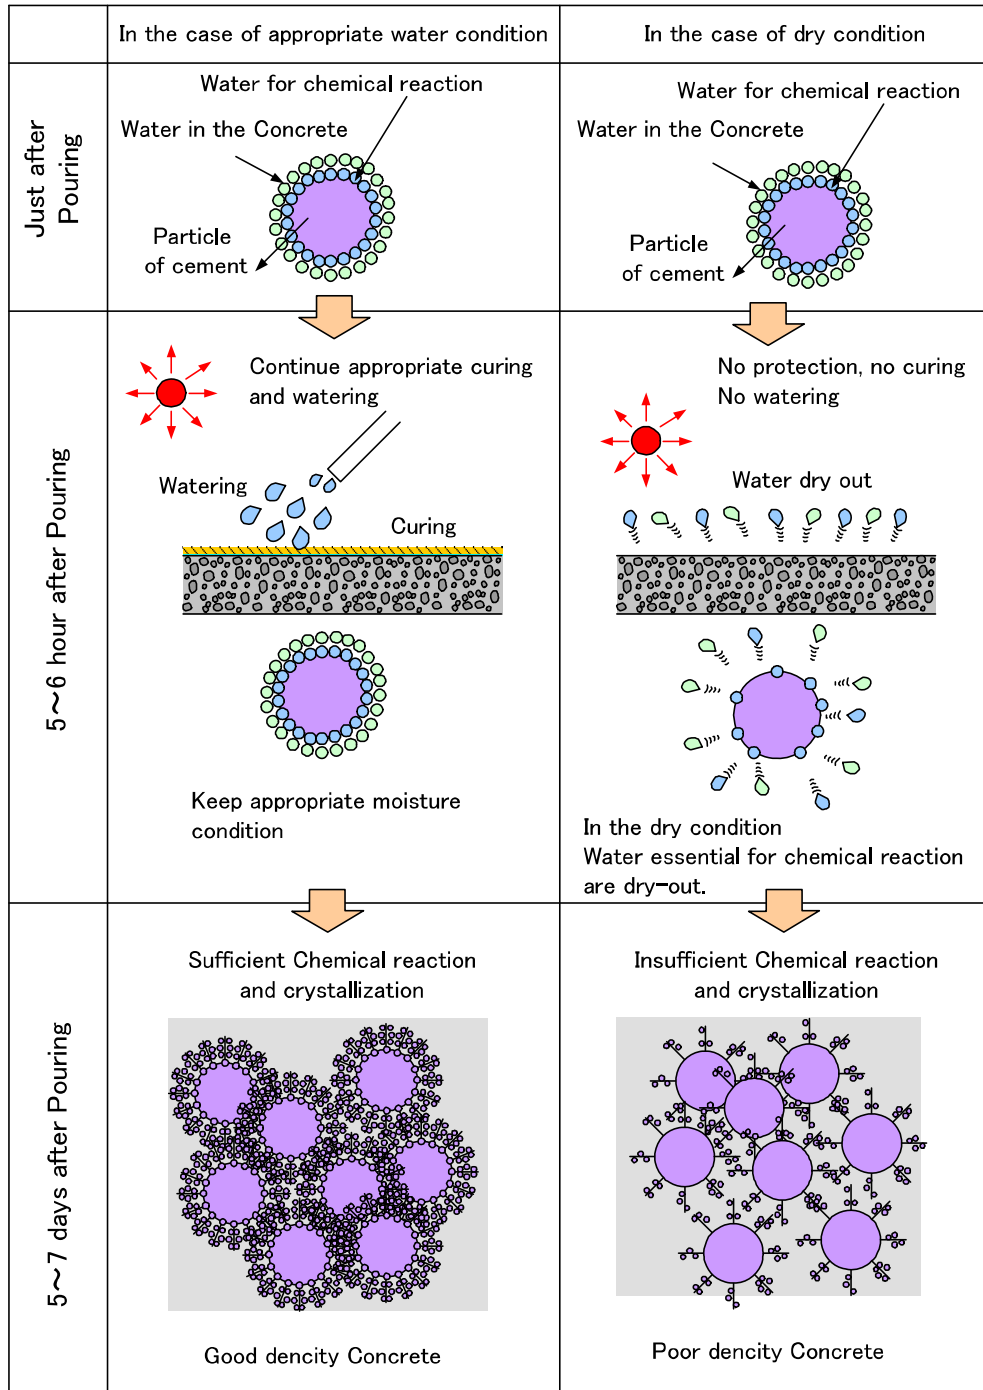 In the case of appropriate water condition
In the case of dry condition
Just after
Pouring
Water for chemical reaction
Water in the Concrete
Particle
of cement
Water for chemical reaction
Water in the Concrete
Particle
of cement
5～6 hour after Pouring
Continue appropriate curing
and watering
Watering
Curing
Keep appropriate moisture
condition
No protection, no curing
No watering
Water dry out
In the dry condition
Water essential for chemical reaction
are dry-out.
5～7 days after Pouring
Sufficient Chemical reaction
and crystallization
Good dencity Concrete
Insufficient Chemical reaction
and crystallization
Poor dencity Concrete